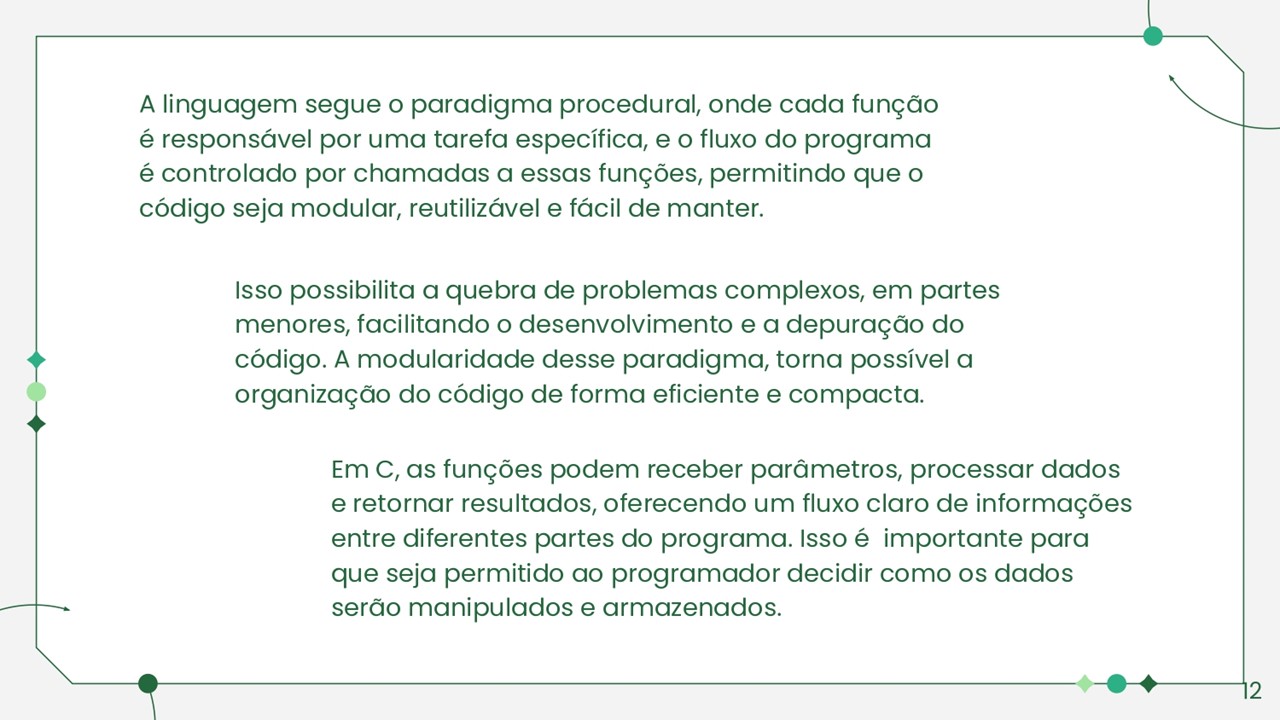 A linguagem segue o paradigma procedural, onde cada função
é responsável por uma tarefa específica, e o fluxo do programa
é controlado por chamadas a essas funções, permitindo que o
código seja modular, reutilizável e fácil de manter.
Isso possibilita a quebra de problemas complexos, em partes
menores, facilitando o desenvolvimento e a depuração do
código. A modularidade desse paradigma, torna possível a
organização do código de forma eficiente e compacta.
Em C, as funções podem receber parâmetros, processar dados
e retornar resultados, oferecendo um fluxo claro de informações
entre diferentes partes do programa. Isso é  importante para
que seja permitido ao programador decidir como os dados
serão manipulados e armazenados.
12